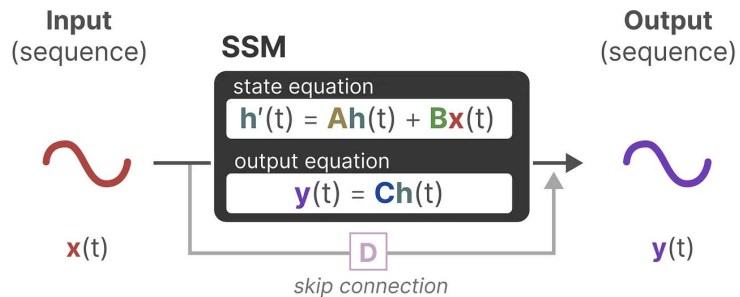 Input
(sequence)
SSM
Output
(sequence)
state equation
h′(t) = Ah(t) + Bx(t)
output equation
y(t) = Ch(t)
x(t)
y(t)
D
skip connection